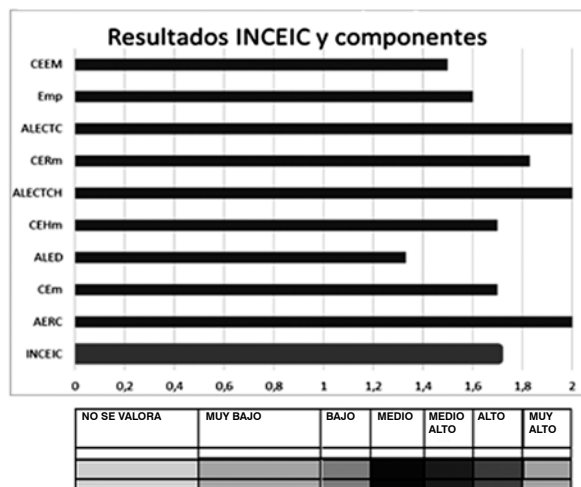 Resultados INCEIC y componentes
CEEM
Emp
ALECTC
CERm
ALECTCH
CEHm
ALED
CEm
AERC
INCEIC
0 0,2 0,4 0,6 0,8 1 1,2 1,4 1,6 1,8 2
NO SE VALORA MUY BAJO BAJO MEDIO MEDIO ALTO MUY
ALTO ALTO